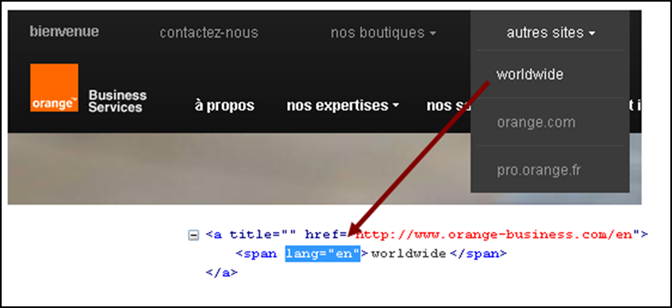 bienvenue contactez-nous nos boutiques autres sites
worldwide
orange™ Business
Services
à propos nos expertises nos
orange.com
pro.orange.fr
<a title="" href="http://www.orange-business.com/en">
<span lang="en">worldwide</span>
</a>